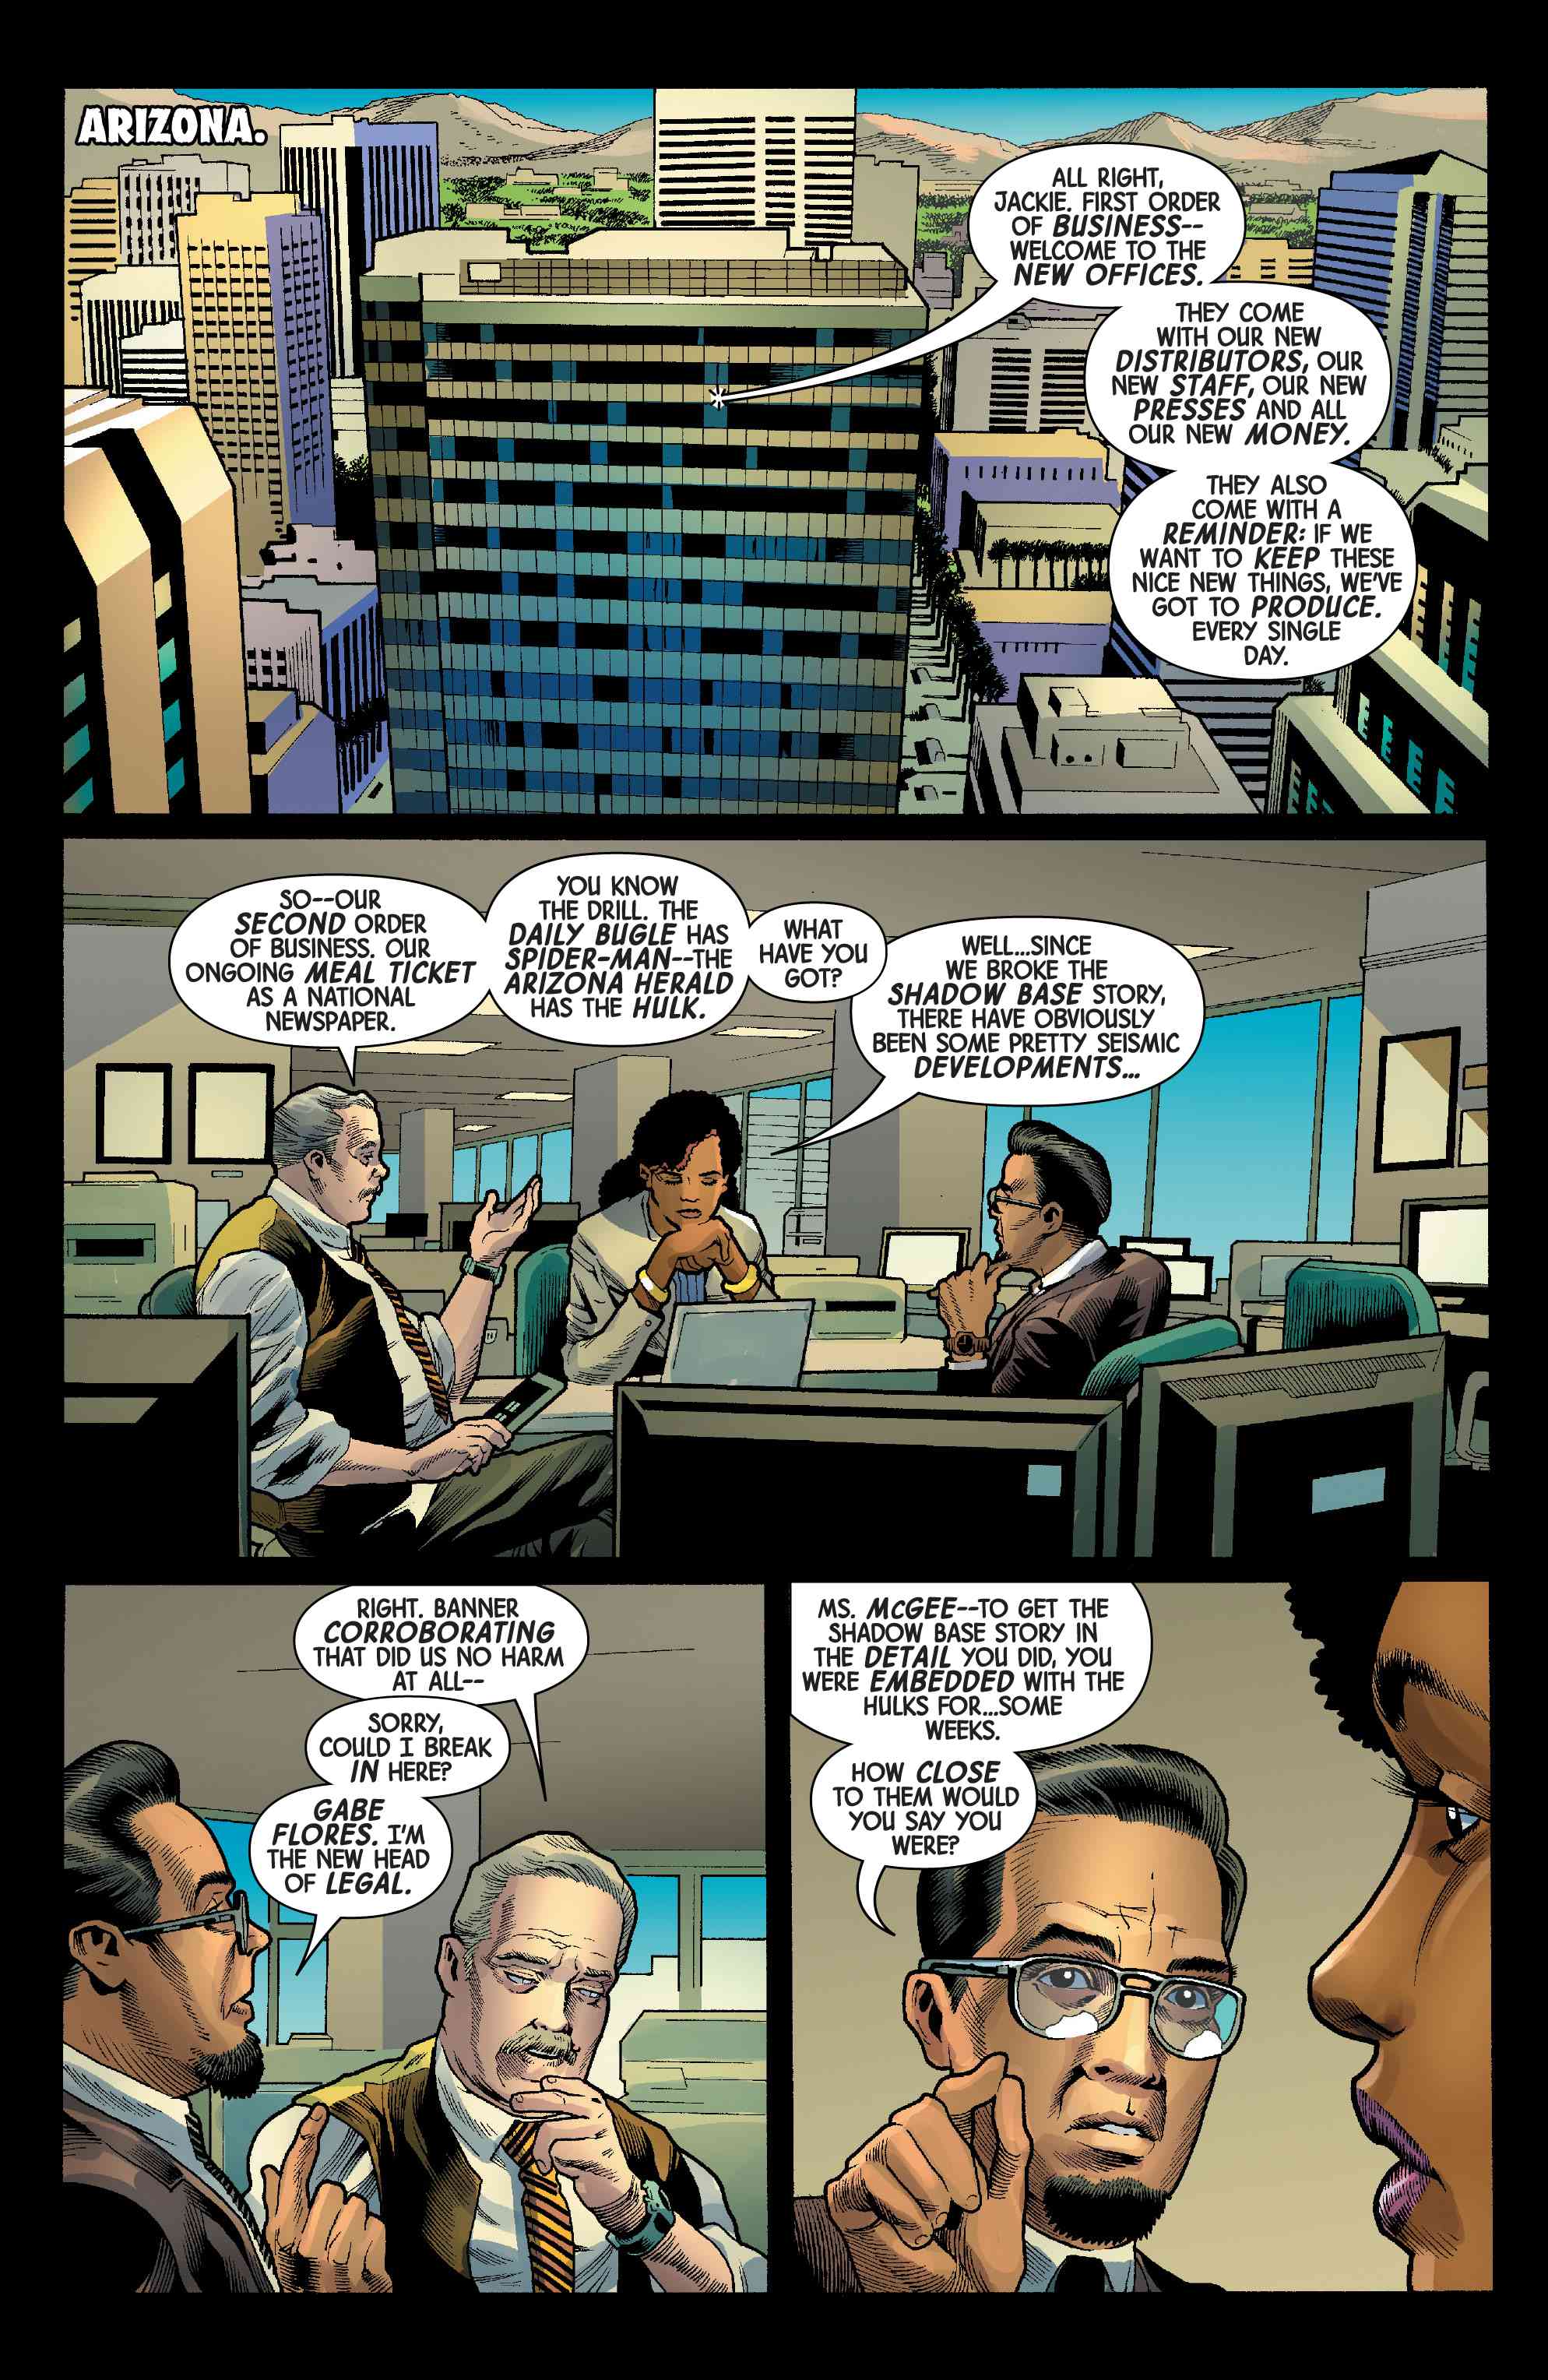 ARIZONA.
ALL RIGHT,
JACKIE. FIRST ORDER
OF BUSINESS--
WELCOME TO THE
NEW OFFICES.
THEY COME
WITH OUR NEW
DISTRIBUTORS, OUR
NEW STAFF, OUR NEW
PRESSES AND ALL
OUR NEW MONEY.
THEY ALSO
COME WITH A
REMINDER: IF WE
WANT TO KEEP THESE
NICE NEW THINGS, WE'VE
GOT TO PRODUCE.
EVERY SINGLE
DAY.
SO--OUR
SECOND ORDER
OF BUSINESS. OUR
ONGOING MEAL TICKET
AS A NATIONAL
NEWSPAPER.
YOU KNOW
THE DRILL. THE
DAILY BUGLE HAS
SPIDER-MAN--THE
ARIZONA HERALD
HAS THE HULK.
WHAT
HAVE YOU
GOT?
WELL...SINCE
WE BROKE THE
SHADOW BASE STORY,
THERE HAVE OBVIOUSLY
BEEN SOME PRETTY SEISMIC
DEVELOPMENTS...
RIGHT. BANNER
CORROBORATING
THAT DID US NO HARM
AT ALL--
SORRY,
COULD I BREAK
IN HERE?
GABE
FLORES. I'M
THE NEW HEAD
OF LEGAL.
MS. McGEE--TO GET THE
SHADOW BASE STORY IN
THE DETAIL YOU DID, YOU
WERE EMBEDDED WITH THE
HULKS FOR...SOME
WEEKS.
HOW CLOSE
TO THEM WOULD
YOU SAY YOU
WERE?